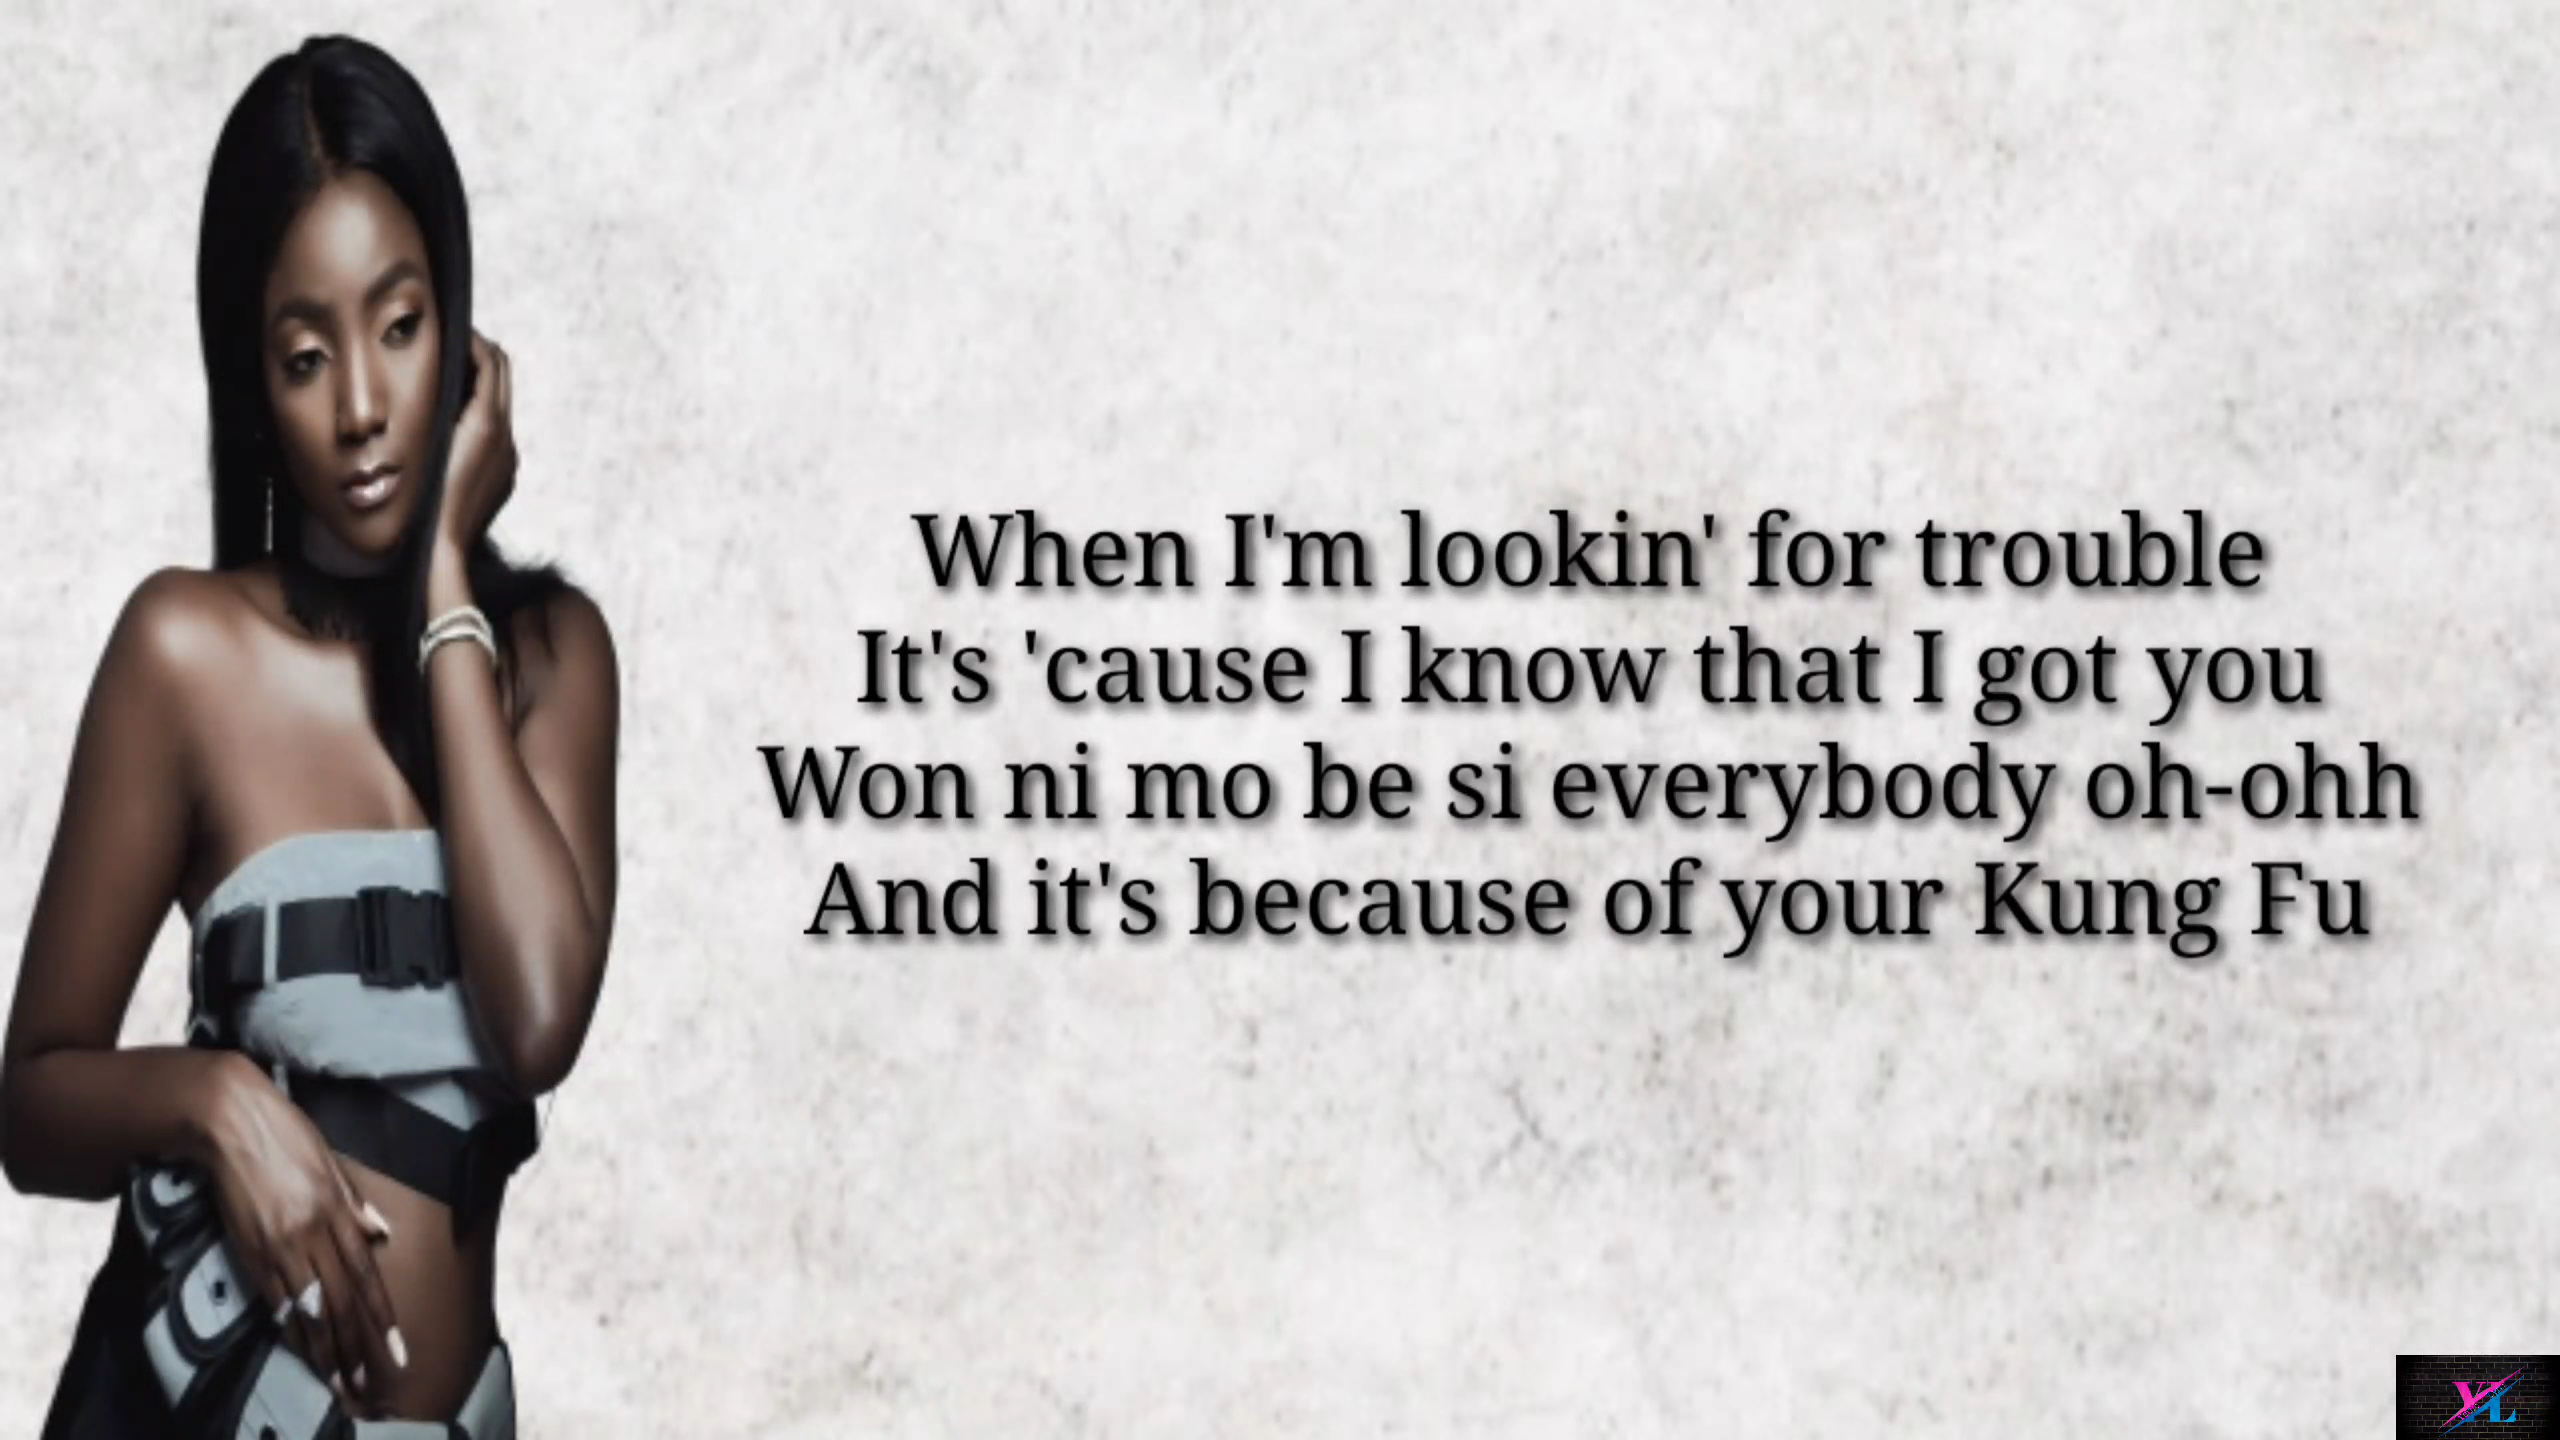 When I'm lookin' for trouble
It's 'cause I know that I got you
Won ni mo be si everybody oh-ohh
And it's because of your Kung Fu
YL